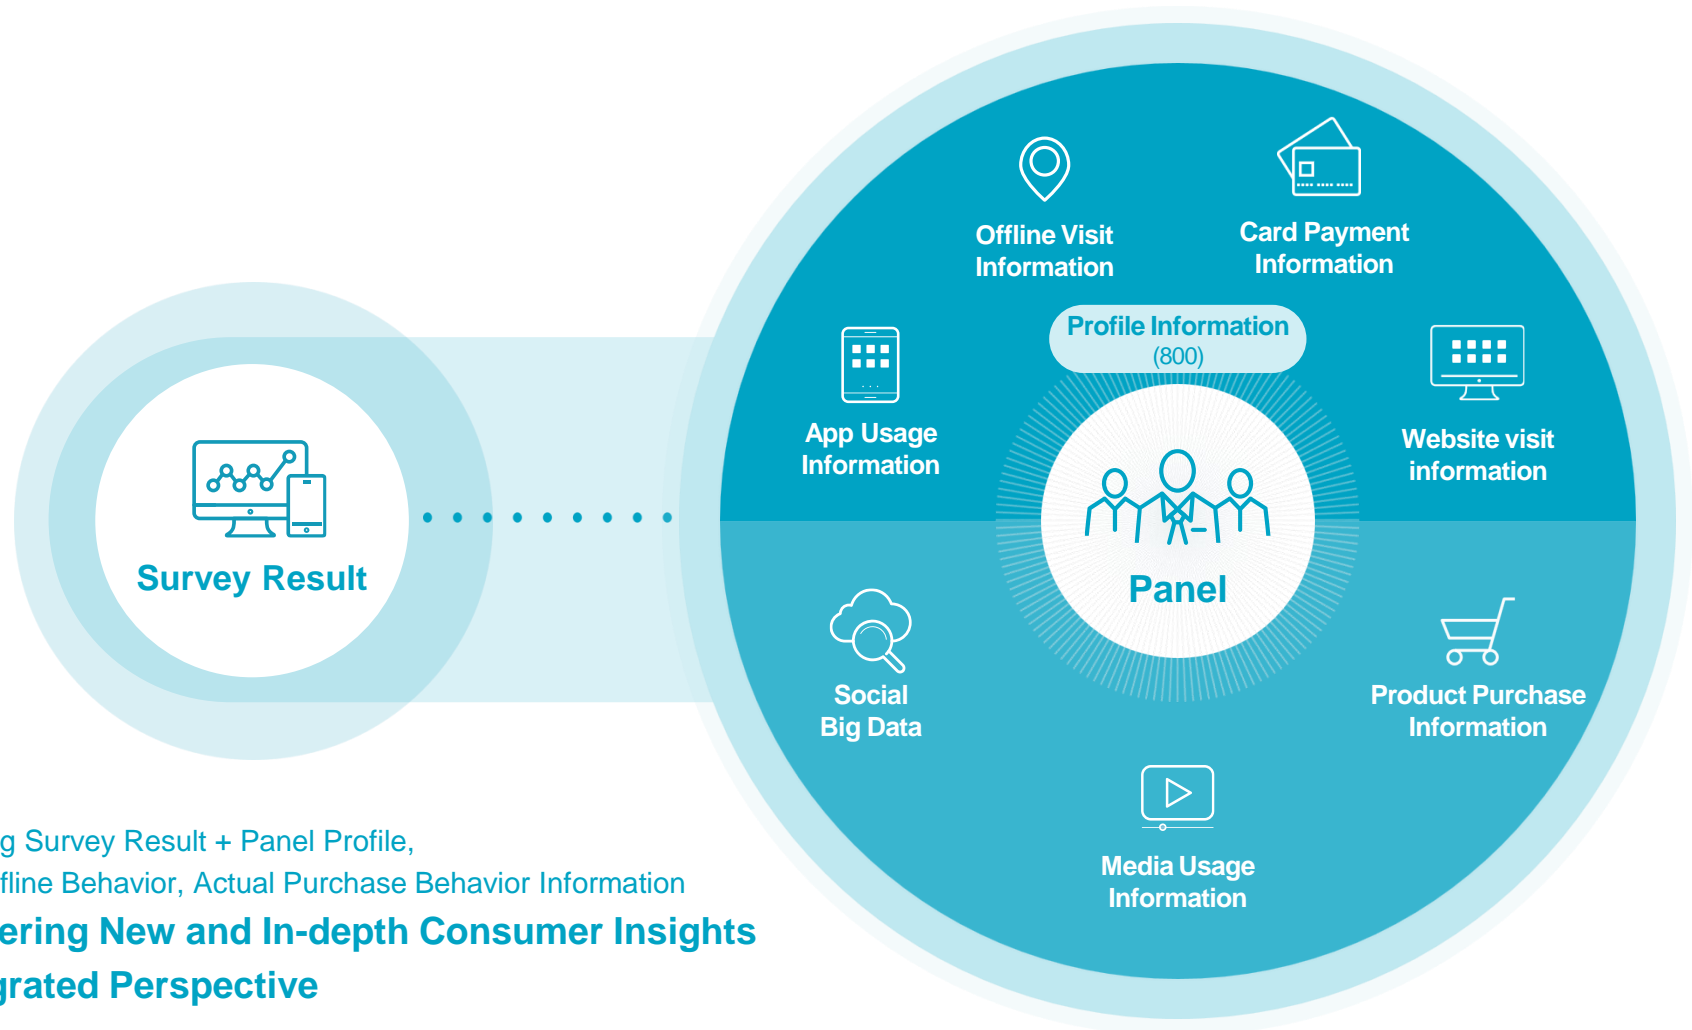 Offline Visit
Information
Card Payment
Information
Profile Information
(800)
App Usage
Information
Website visit
information
Survey Result
Panel
Social
Big Data
Product Purchase
Information
Media Usage
Information
g Survey Result + Panel Profile,
fline Behavior, Actual Purchase Behavior Information
ering New and In-depth Consumer Insights
grated Perspective